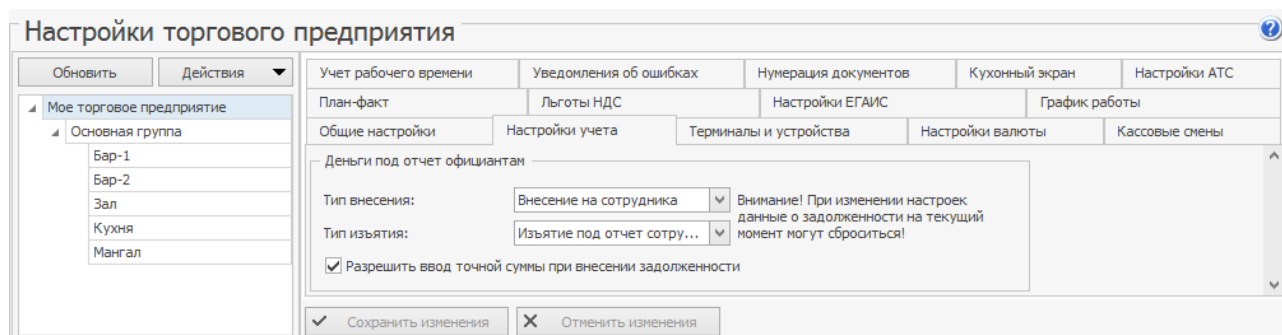 Настройки торгового предприятия
Обновить Действия
Мое торговое предприятие
Основная группа
Бар-1
Бар-2
Зал
Кухня
Мангал
Учет рабочего времени Уведомления об ошибках Нумерация документов Кухонный экран Настройки АТС
План-факт Льготы НДС Настройки ЕГАИС График работы
Общие настройки Настройки учета Терминалы и устройства Настройки валюты Кассовые смены
Деньги под отчет официантам
Тип внесения: Внесение на сотрудника
Тип изъятия: Изъятие под отчет сотру...
Внимание! При изменении настроек
данные о задолженности на текущий
момент могут сброситься!
Разрешить ввод точной суммы при внесении задолженности
Сохранить изменения Отменить изменения